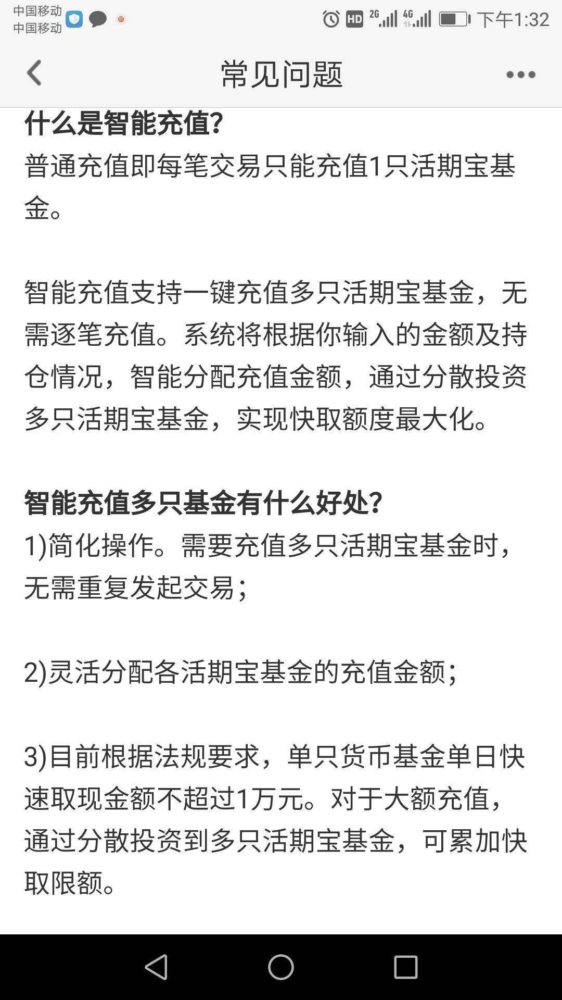 中国移动
中国移动
HD
2G
4G
下午1:32
常见问题
什么是智能充值?
普通充值即每笔交易只能充值1只活期宝基
金。
智能充值支持一键充值多只活期宝基金，无
需逐笔充值。系统将根据你输入的金额及持
仓情况，智能分配充值金额，通过分散投资
多只活期宝基金，实现快取额度最大化。
智能充值多只基金有什么好处?
1)简化操作。需要充值多只活期宝基金时，
无需重复发起交易；
2)灵活分配各活期宝基金的充值金额；
3)目前根据法规要求，单只货币基金单日快
速取现金额不超过1万元。对于大额充值，
通过分散投资到多只活期宝基金，可累加快
取限额。